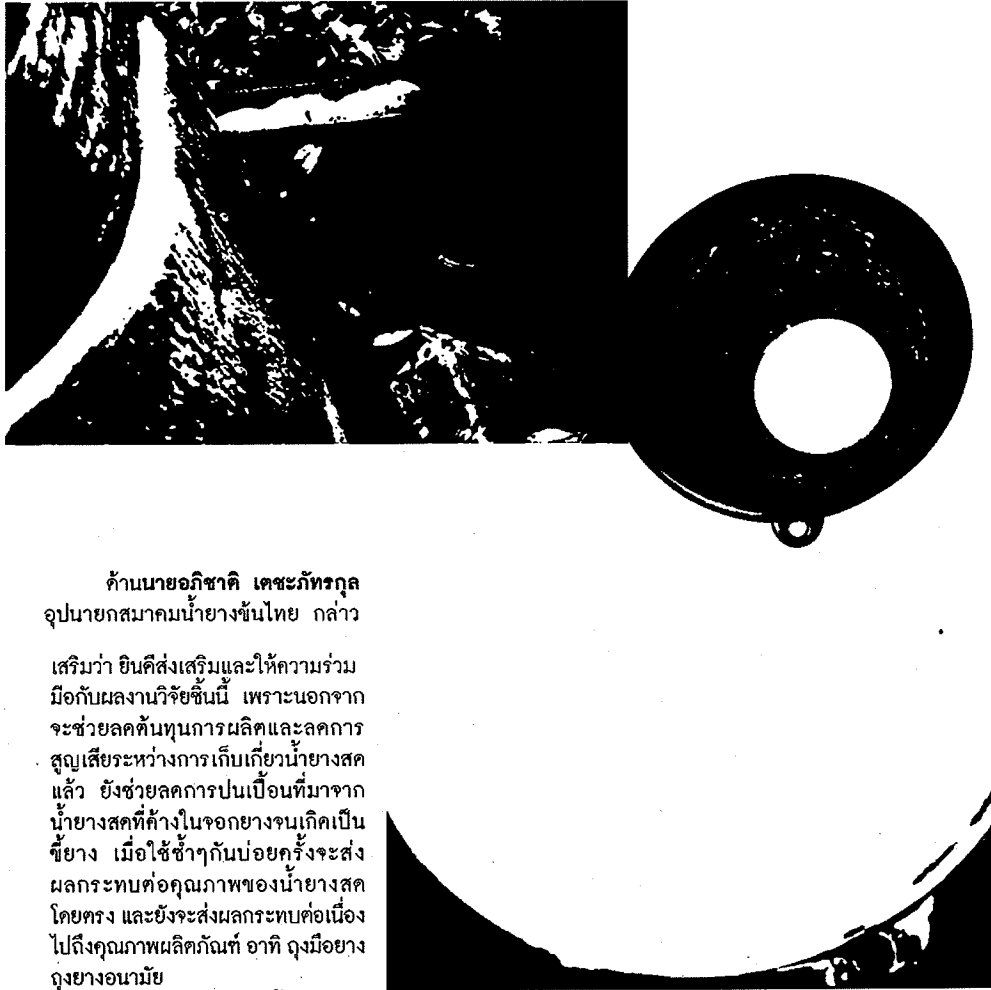 ด้านนายอภิชาติ เตชะภัทรกุล
อุปนายกสมาคมน้ำยางข้นไทย กล่าว
เสริมว่า ยินดีส่งเสริมและให้ความร่วม
มือกับผลงานวิจัยชิ้นนี้ เพราะนอกจาก
จะช่วยลดต้นทุนการผลิตและลดการ
สูญเสียระหว่างการเก็บเกี่ยวน้ำยางสด
แล้ว ยังช่วยลดการปนเปื้อนที่มาจาก
น้ำยางสดที่ค้างในจอกยางจนเกิดเป็น
ขี้ยาง เมื่อใช้ซ้ำๆกันบ่อยครั้งจะส่ง
ผลกระทบต่อคุณภาพของน้ำยางสด
โดยตรง และยังจะส่งผลกระทบต่อเนื่อง
ไปถึงคุณภาพผลิตภัณฑ์ อาทิ ถุงมือยาง
ถุงยางอนามัย